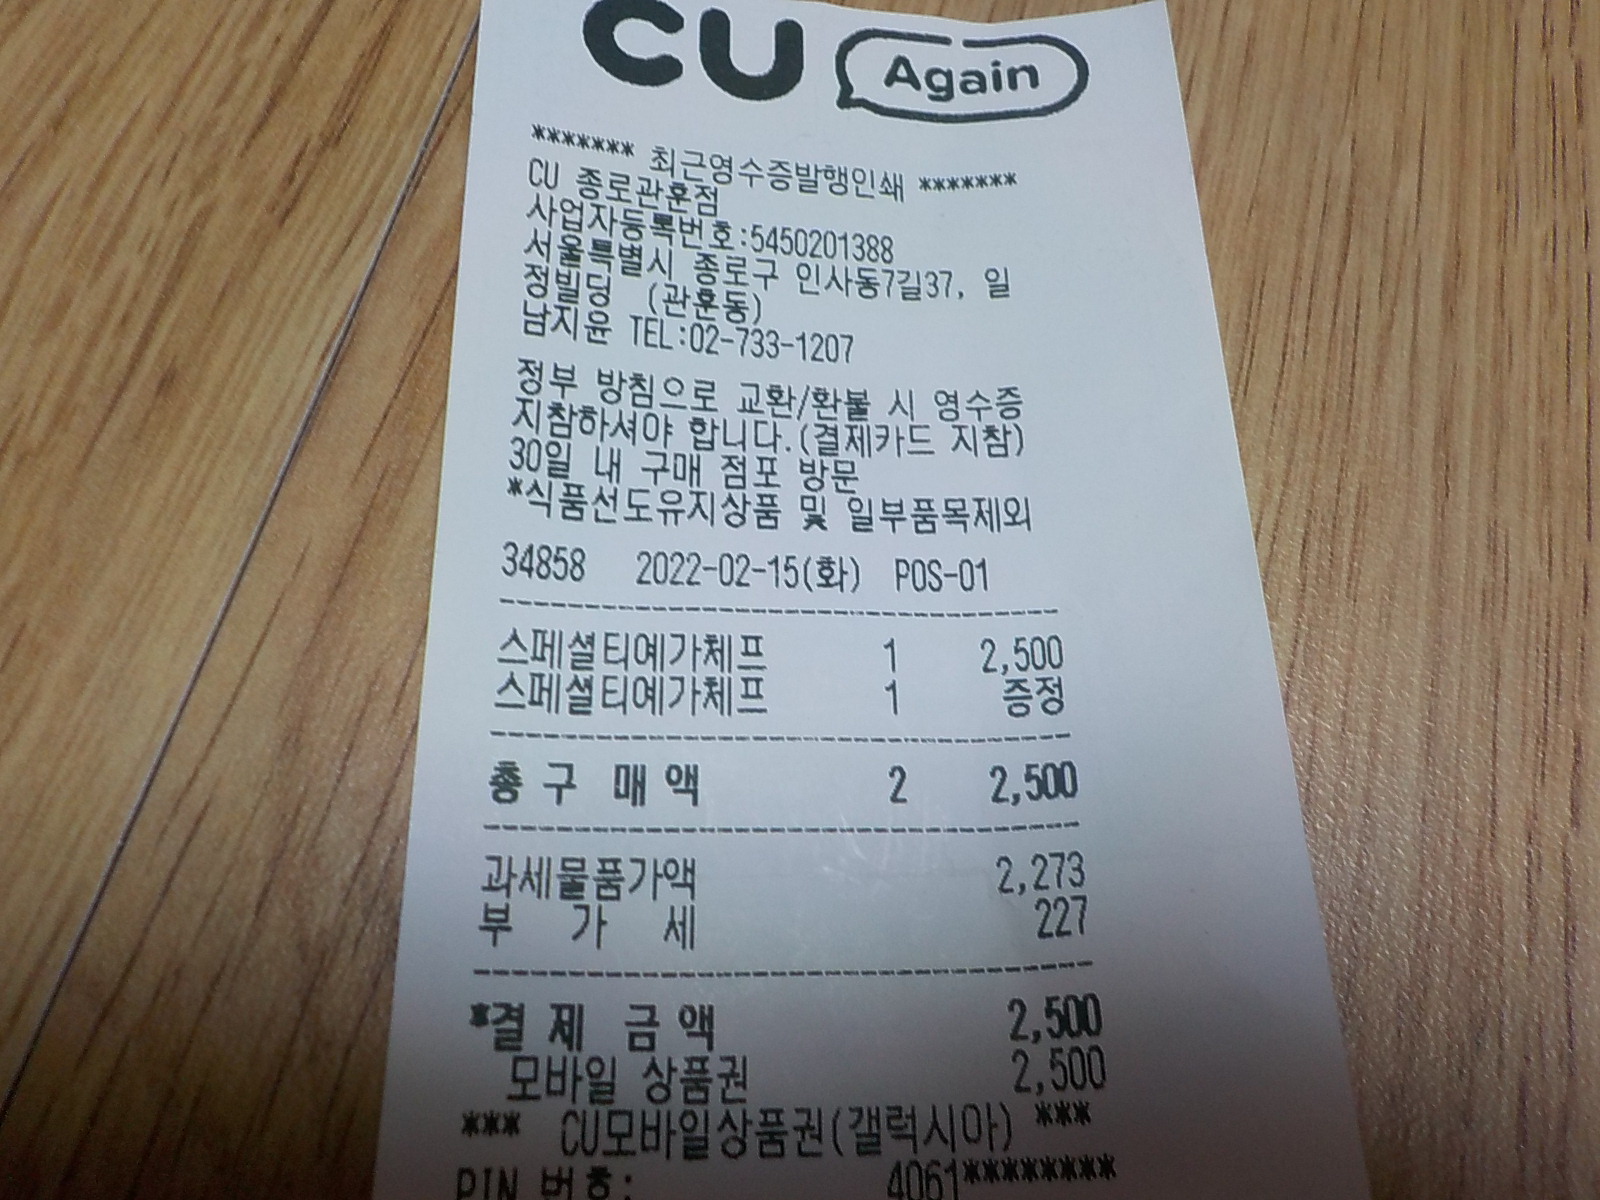 CU Again
******* 최근영수증발행인쇄 *******
CU 종로관훈점
사업자등록번호:5450201388
서울특별시 종로구 인사동7길37, 일
정빌딩 (관훈동)
남지윤 TEL:02-733-1207
정부 방침으로 교환/환불 시 영수증
지참하셔야 합니다.(결제카드 지참)
30일 내 구매 점포 방문
*식품선도유지상품 및 일부품목제외
34858 2022-02-15(화) POS-01
스페셜티예가체프 1 2,500
스페셜티예가체프 1 증정
총 구 매 액 2 2,500
과세물품가액 2,273
부 가 세 227
*결 제 금 액 2,500
모바일 상품권 2,500
*** CU모바일상품권(갤럭시아) ***
PIN 번호: 4061********